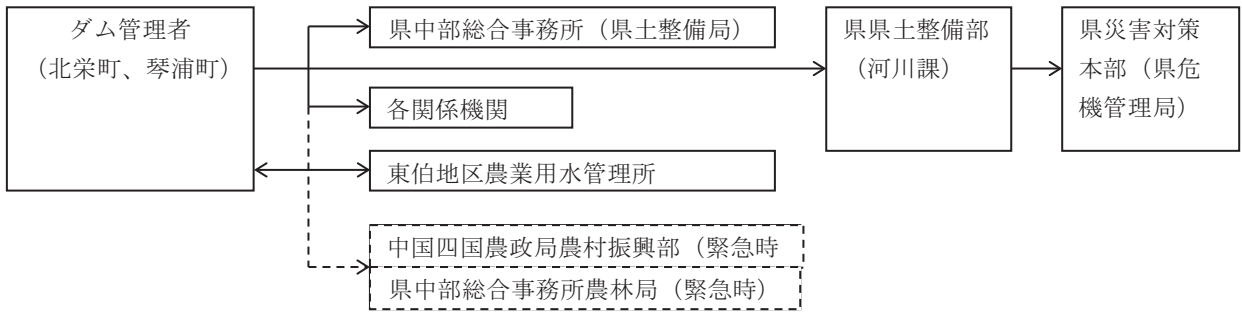 ダム管理者
（北栄町、琴浦町）
県中部総合事務所（県土整備局）
各関係機関
東伯地区農業用水管理所
中国四国農政局農村振興部（緊急時
県中部総合事務所農林局（緊急時）
県県土整備部
（河川課）
県災害対策
本部（県危
機管理局）